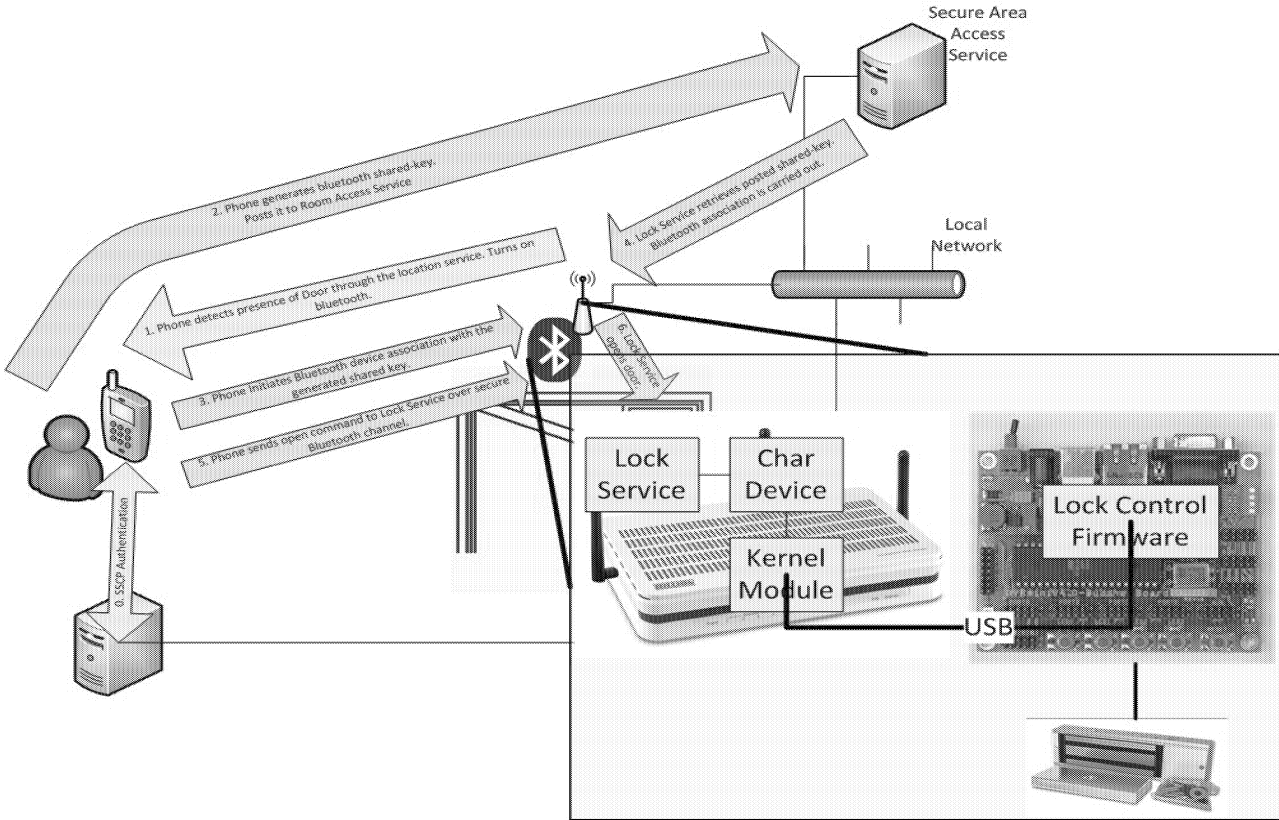 Secure Area
Access
Service
2. Phone generates bluetooth shared-key.
Posts it to Room Access Service
4. Lock Service retrieves posted shared-key.
Bluetooth association is carried out.
Local
Network
1. Phone detects presence of Door through the location service. Turns on
bluetooth.
3. Phone Initiates Bluetooth device association with the
generated shared key.
6. Lock Service
opens door.
5. Phone sends open command to Lock Service over secure
Bluetooth channel.
Lock
Service
Char
Device
Lock Control
Firmware
Kernel
Module
0. SSCP Authentication
USB